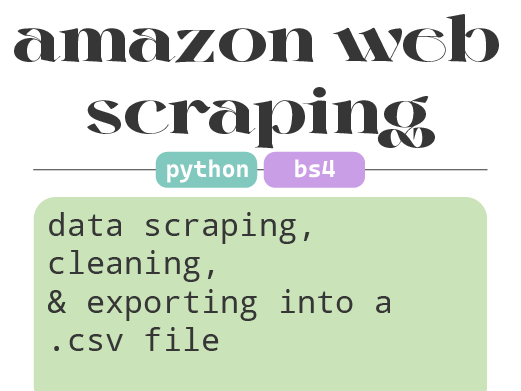 amazon web
scraping
python bs4
data scraping,
cleaning,
& exporting into a
.csv file